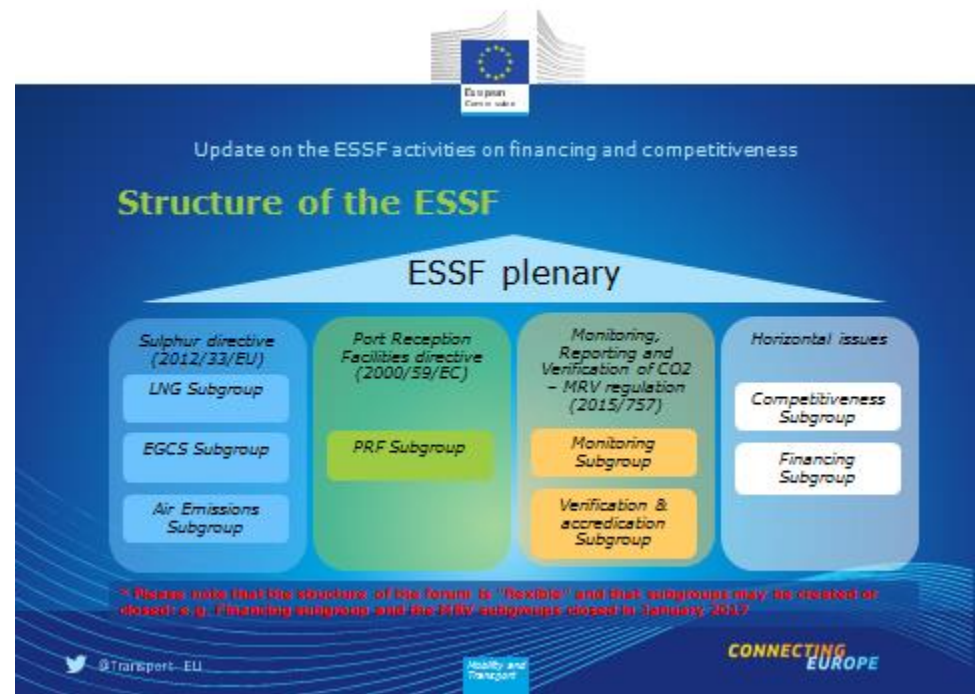 European
Commission
Update on the ESSF activities on financing and competitiveness
Structure of the ESSF
ESSF plenary
Sulphur directive
(2012/33/EU)
LNG Subgroup
EGCS Subgroup
Air Emissions
Subgroup
Port Reception
Facilities directive
(2000/59/EC)
PRF Subgroup
Monitoring,
Reporting and
Verification of CO2
– MRV regulation
(2015/757)
Monitoring
Subgroup
Verification &
accredication
Subgroup
Horizontal issues
Competitiveness
Subgroup
Financing
Subgroup
* Please note that the structure of the forum is "flexible" and that subgroups may be created or
closed: e.g. Financing subgroup and the MRV subgroups closed in January 2017
@Transport_EU
Mobility and
Transport
CONNECTING
EUROPE